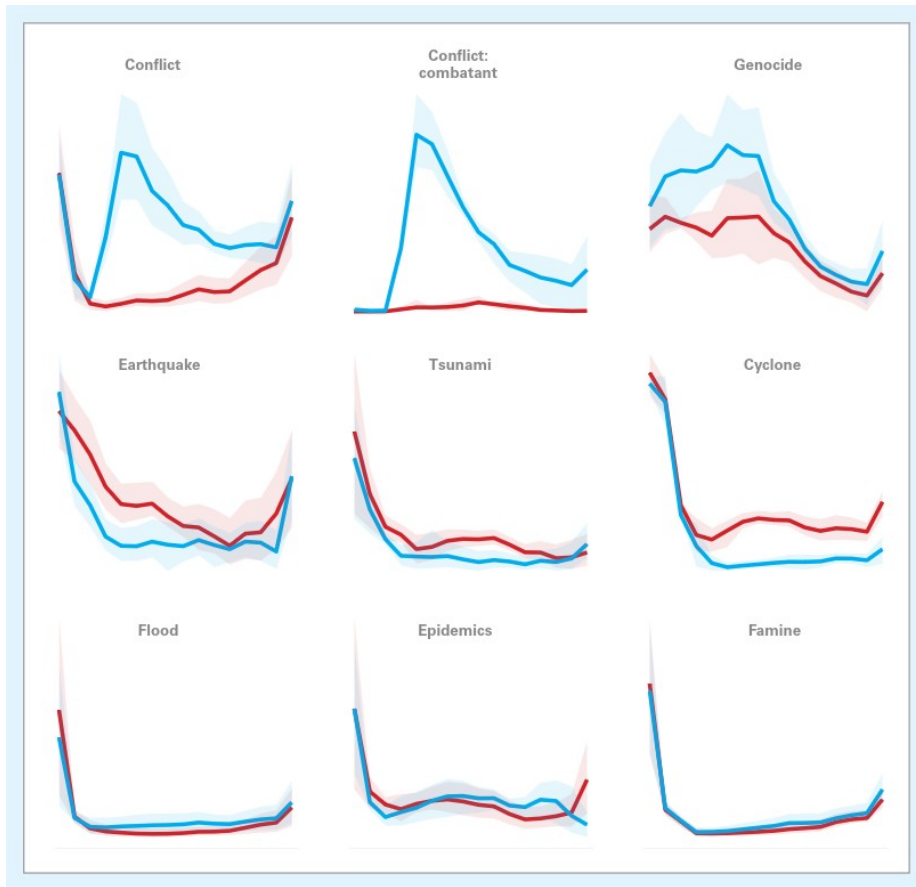 Conflict
Conflict:
combatant
Genocide
Earthquake
Tsunami
Cyclone
Flood
Epidemics
Famine